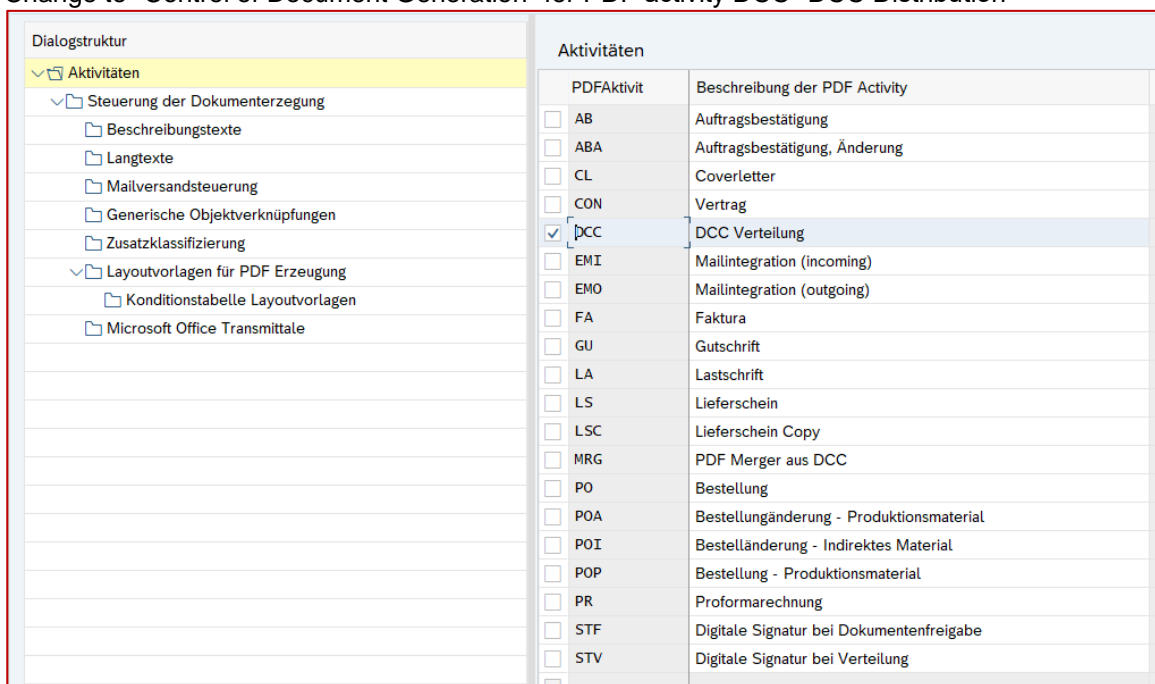 Change to "Control of Document Generation" for PDF activity DCC "DCC Distribution"
Dialogstruktur
Aktivitäten
Steuerung der Dokumenterzegung
Beschreibungstexte
Langtexte
Mailversandsteuerung
Generische Objektverknüpfungen
Zusatzklassifizierung
Layoutvorlagen für PDF Erzeugung
Konditionstabelle Layoutvorlagen
Microsoft Office Transmittale
Aktivitäten
PDFAktivit Beschreibung der PDF Activity
AB Auftragsbestätigung
ABA Auftragsbestätigung, Änderung
CL Coverletter
CON Vertrag
DCC DCC Verteilung
EMI Mailintegration (incoming)
EMO Mailintegration (outgoing)
FA Faktura
GU Gutschrift
LA Lastschrift
LS Lieferschein
LSC Lieferschein Copy
MRG PDF Merger aus DCC
PO Bestellung
POA Bestellungänderung - Produktionsmaterial
POI Bestelländerung - Indirektes Material
POP Bestellung - Produktionsmaterial
PR Proformarechnung
STF Digitale Signatur bei Dokumentenfreigabe
STV Digitale Signatur bei Verteilung